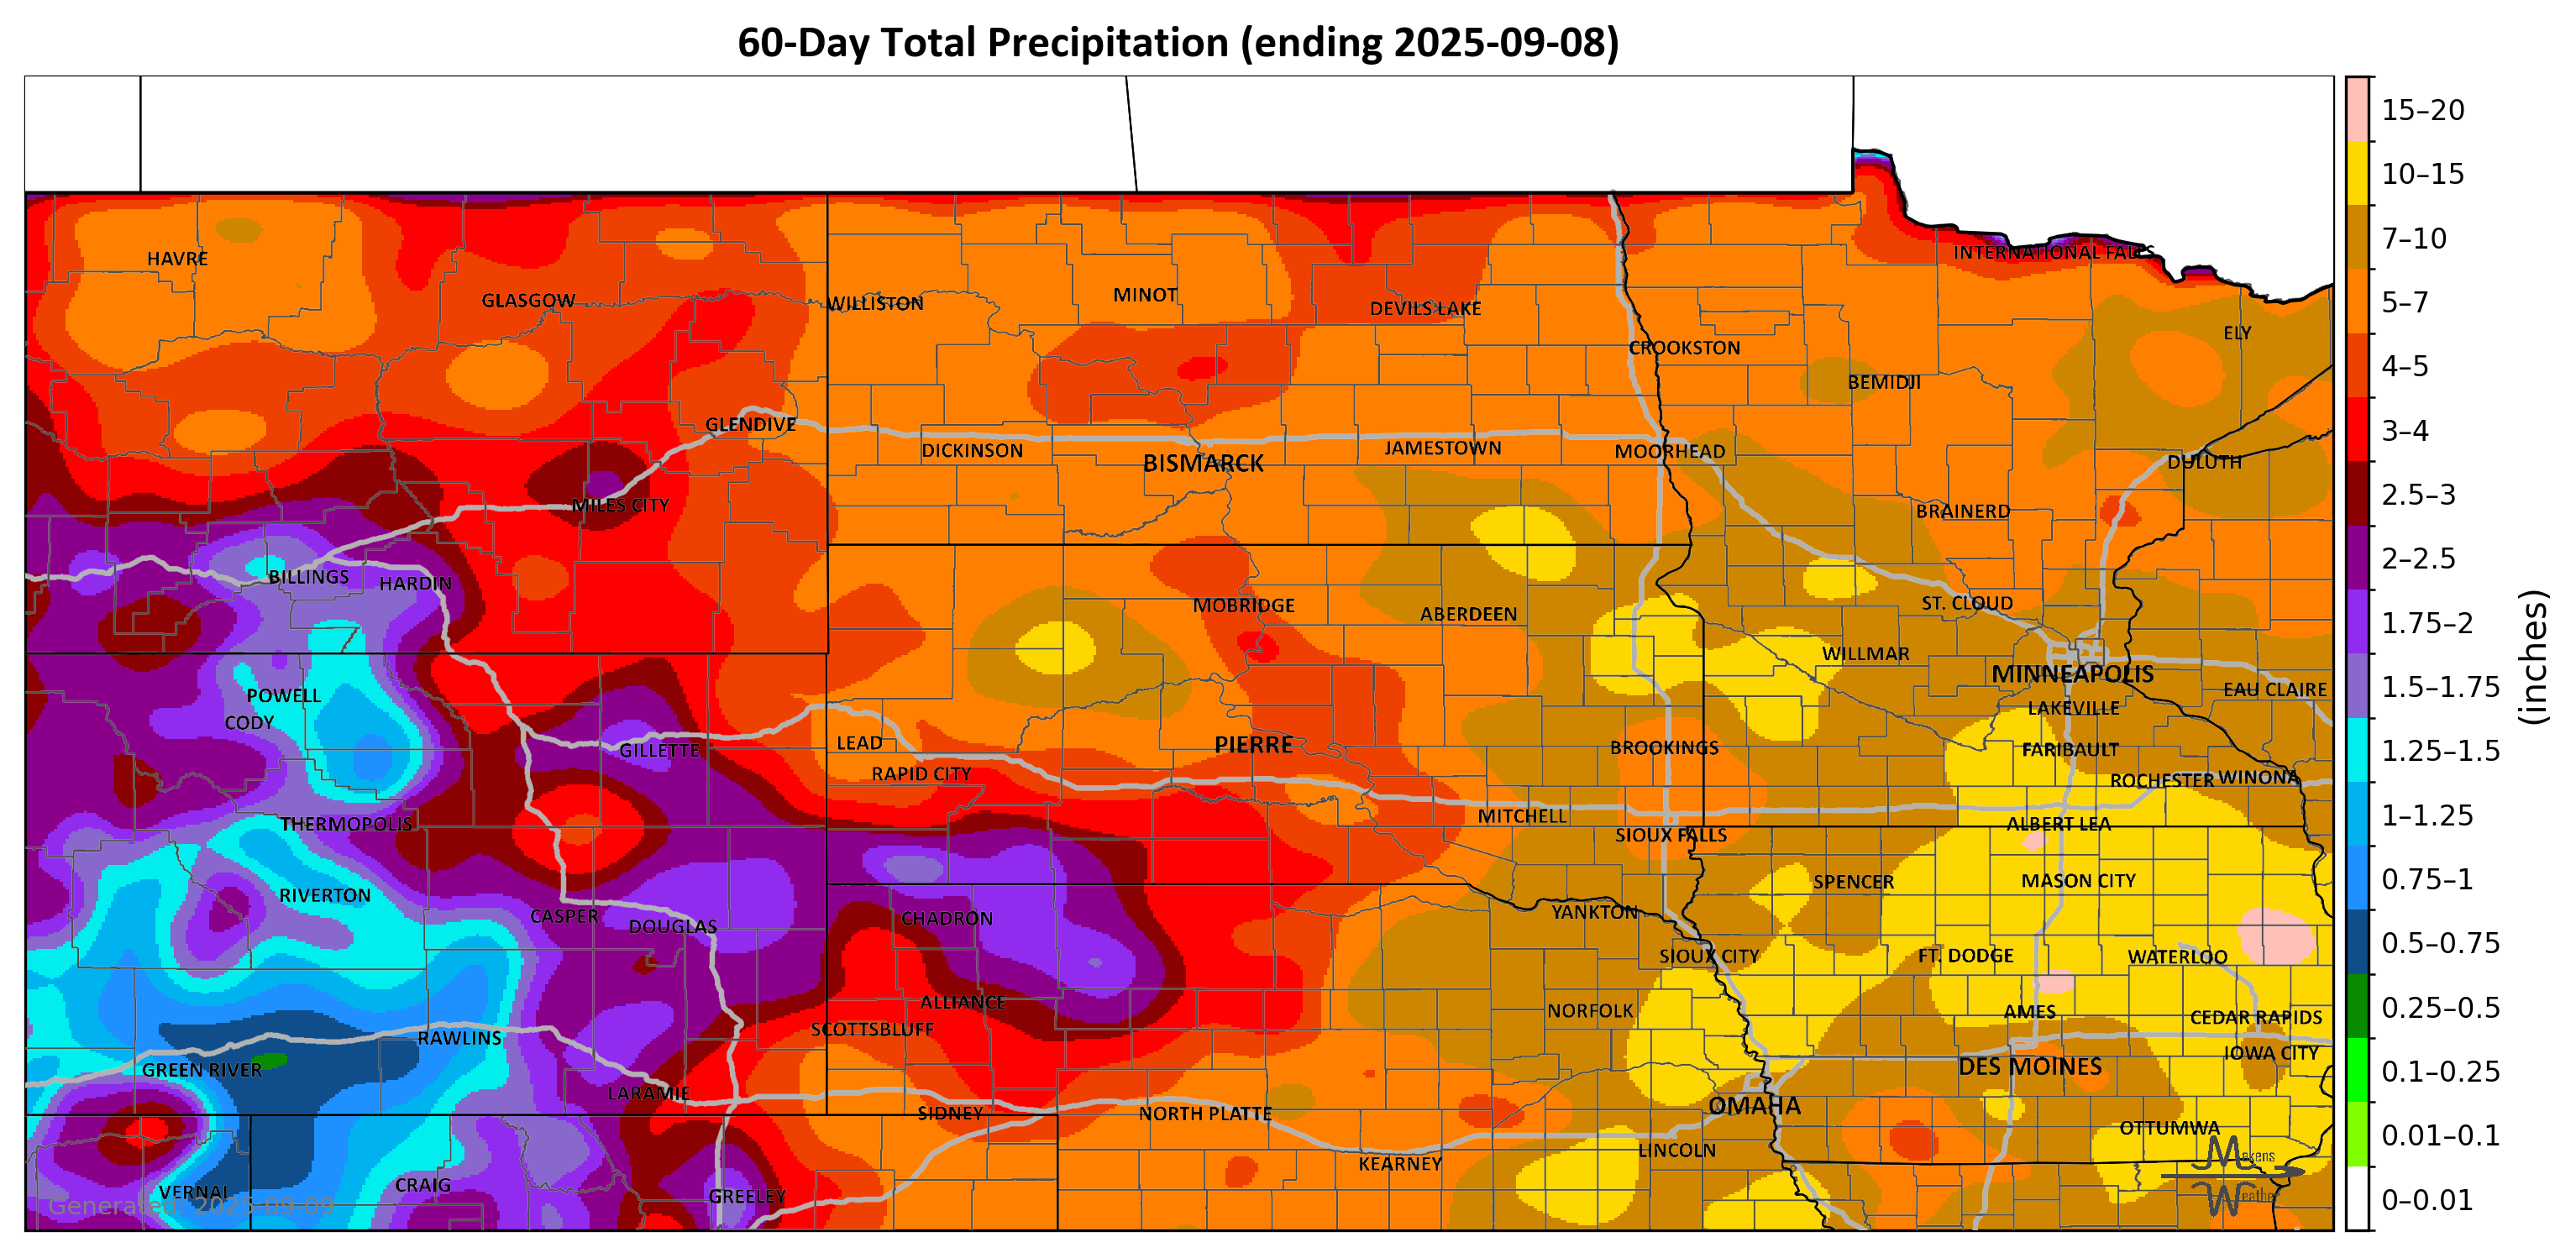 60-Day Total Precipitation (ending 2025-09-08)
15–20
10–15
7–10
5–7
4–5
3–4
2.5–3
2–2.5
1.75–2
1.5–1.75
1.25–1.5
1–1.25
0.75–1
0.5–0.75
0.25–0.5
0.1–0.25
0.01–0.1
0–0.01
(inches)
INTERNATIONAL FALLS
HAVRE
GLASGOW
WILLISTON
MINOT
DEVILS LAKE
ELY
CROOKSTON
BEMIDJI
GLENDIVE
DICKINSON
BISMARCK
JAMESTOWN
MOORHEAD
DULUTH
MILES CITY
BRAINERD
BILLINGS
HARDIN
MOBRIDGE
ABERDEEN
ST. CLOUD
WILLMAR
MINNEAPOLIS
POWELL
CODY
EAU CLAIRE
LAKEVILLE
GILLETTE
LEAD
PIERRE
BROOKINGS
FARIBAULT
RAPID CITY
ROCHESTER
WINONA
THERMOPOLIS
MITCHELL
SIOUX FALLS
ALBERT LEA
RIVERTON
SPENCER
MASON CITY
CASPER
DOUGLAS
CHADRON
YANKTON
SIOUX CITY
FT. DODGE
WATERLOO
ALLIANCE
NORFOLK
AMES
CEDAR RAPIDS
SCOTTSBLUFF
RAWLINS
GREEN RIVER
IOWA CITY
DES MOINES
LARAMIE
SIDNEY
NORTH PLATTE
OMAHA
OTTUMWA
LINCOLN
KEARNEY
VERNAL
CRAIG
GREELEY
Generated: 2025-09-09
Makens
Weather